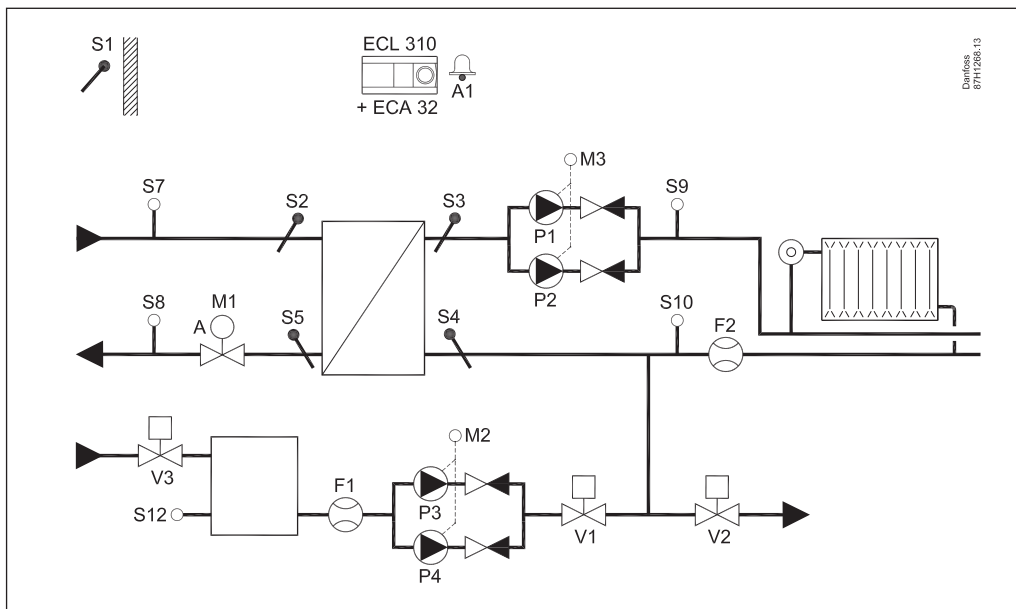 S1
ECL 310
A1
+ ECA 32
Danfoss
87H1268.13
M3
S7
S2
S3
P1
S9
P2
S8
M1
A
S5
S4
S10
F2
M2
V3
F1
P3
S12
V1
V2
P4